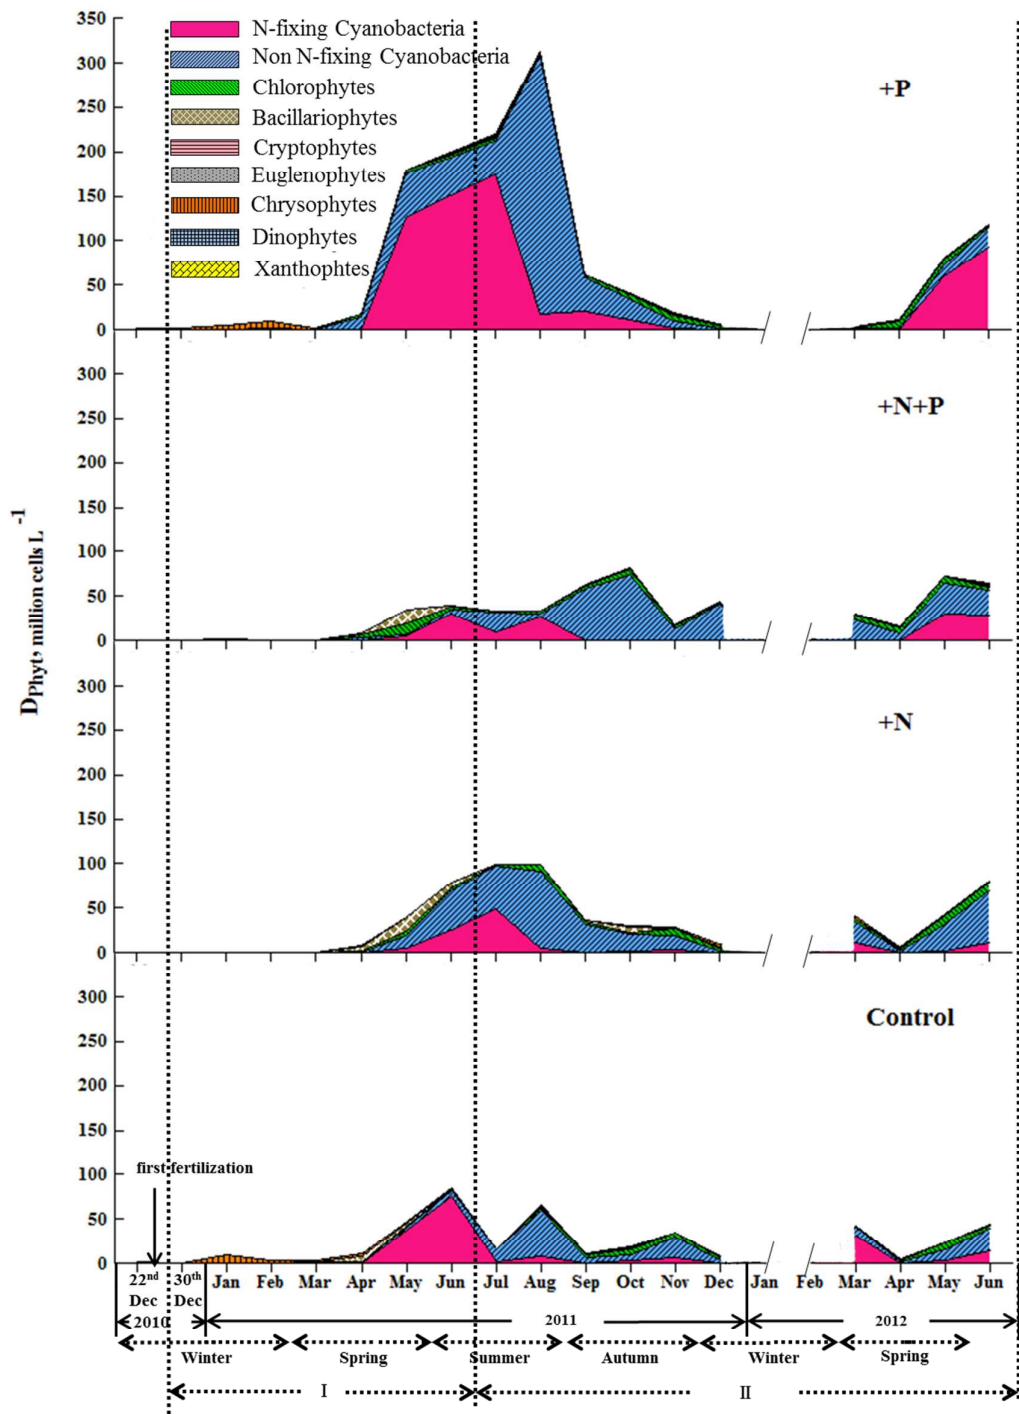 350
300
250
200
150
100
50
0
N-fixing Cyanobacteria
Non N-fixing Cyanobacteria
Chlorophytes
Bacillariophytes
Cryptophytes
Euglenophytes
Chrysophytes
Dinophytes
Xanthophtes
+P
300
250
200
150
100
50
0
+N+P
DPhyt, million cells L-1
300
250
200
150
100
50
0
+N
300
250
200
150
100
50
0
Control
first fertilization
22nd Dec 30th Dec Jan Feb Mar Apr May Jun Jul Aug Sep Oct Nov Dec Jan Feb Mar Apr May Jun
2010 2011 2012
Winter Spring Summer Autumn Winter Spring
I II